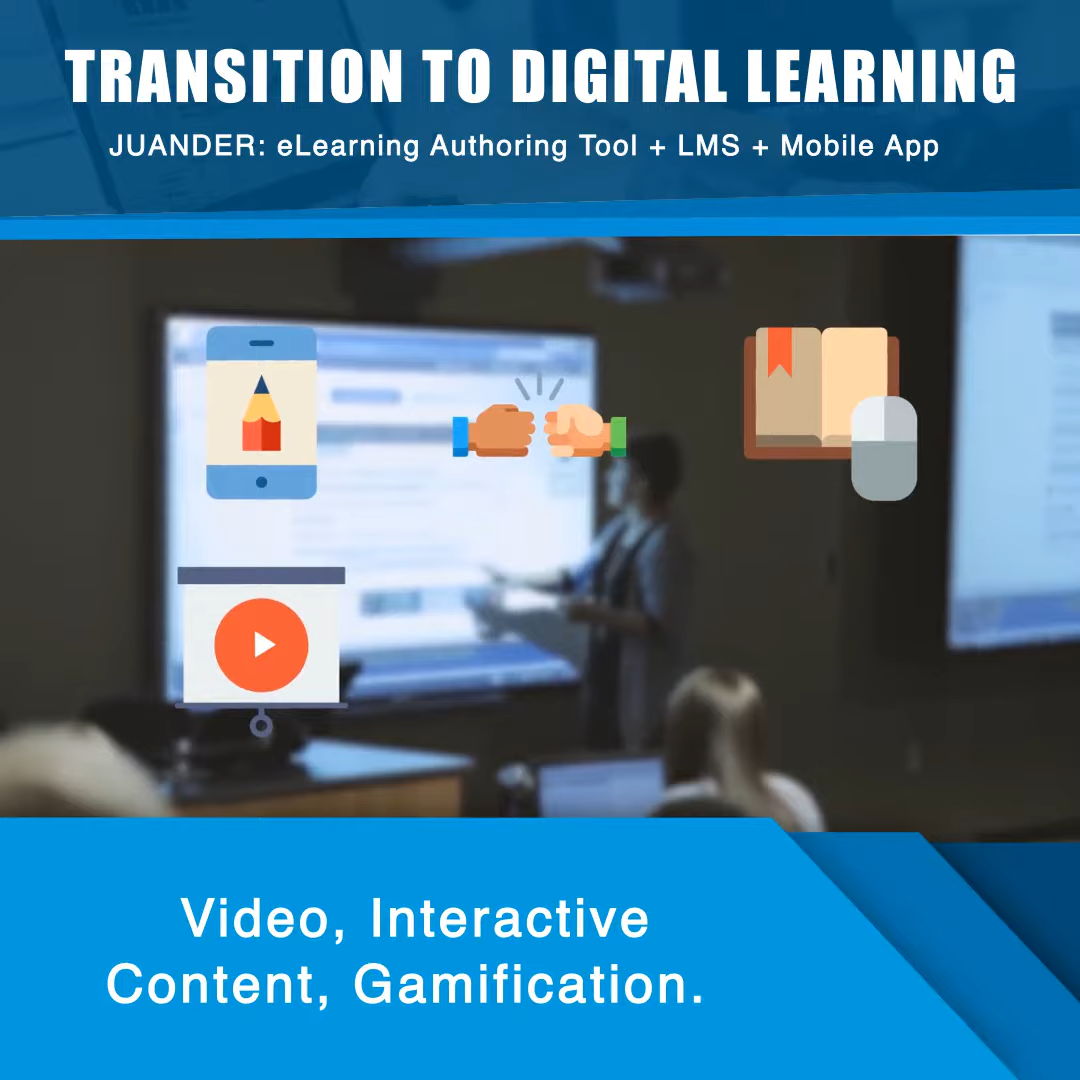 TRANSITION TO DIGITAL LEARNING
JUANDER: eLearning Authoring Tool + LMS + Mobile App
Video, Interactive
Content, Gamification.